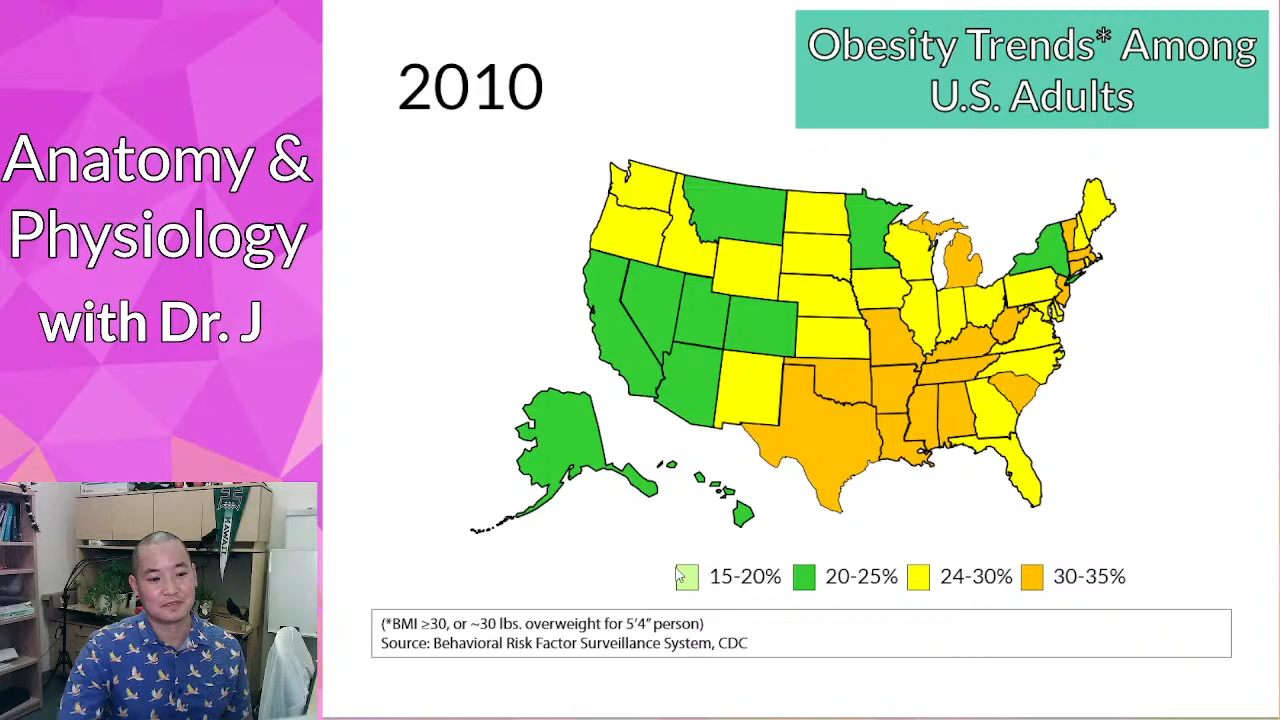 Anatomy &
Physiology
with Dr. J
2010
Obesity Trends* Among
U.S. Adults
15-20% 20-25% 24-30% 30-35%
(*BMI ≥30, or ~30 lbs. overweight for 5'4” person)
Source: Behavioral Risk Factor Surveillance System, CDC
HAWAII